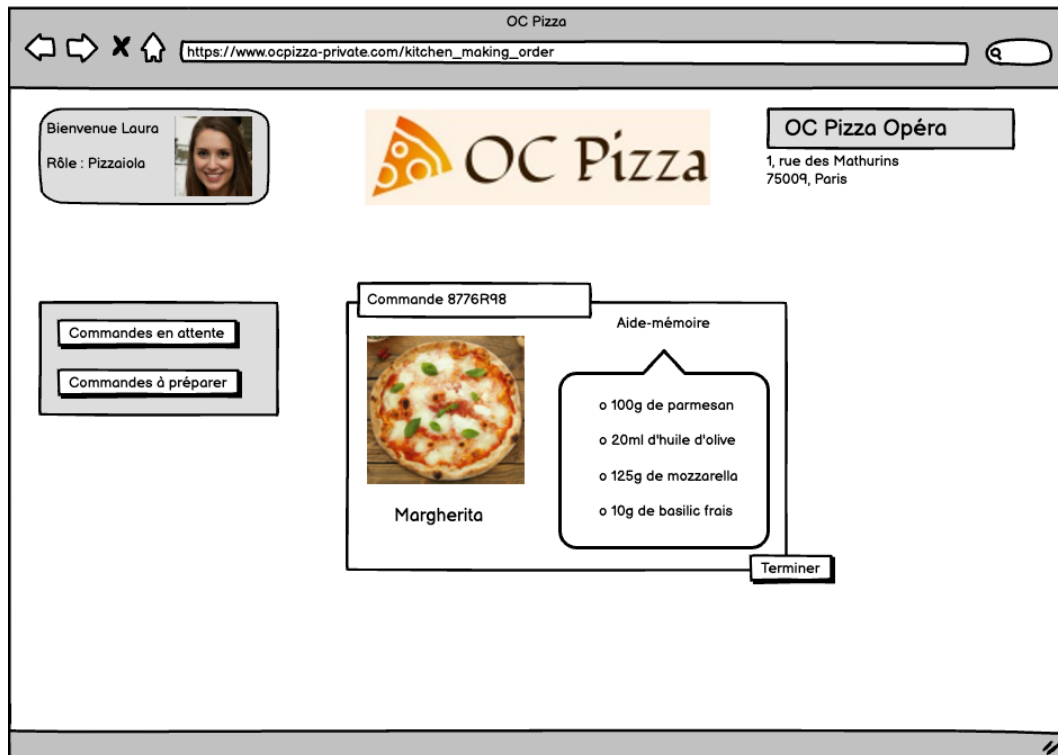 OC Pizza
https://www.ocpizza-private.com/kitchen_making_order
Bienvenue Laura
Rôle : Pizzaiola
OC Pizza
OC Pizza Opéra
1, rue des Mathurins
75009, Paris
Commandes en attente
Commandes à préparer
Commande 8776R98
Aide-mémoire
o 100g de parmesan
o 20ml d'huile d'olive
o 125g de mozzarella
o 10g de basilic frais
Margherita
Terminer